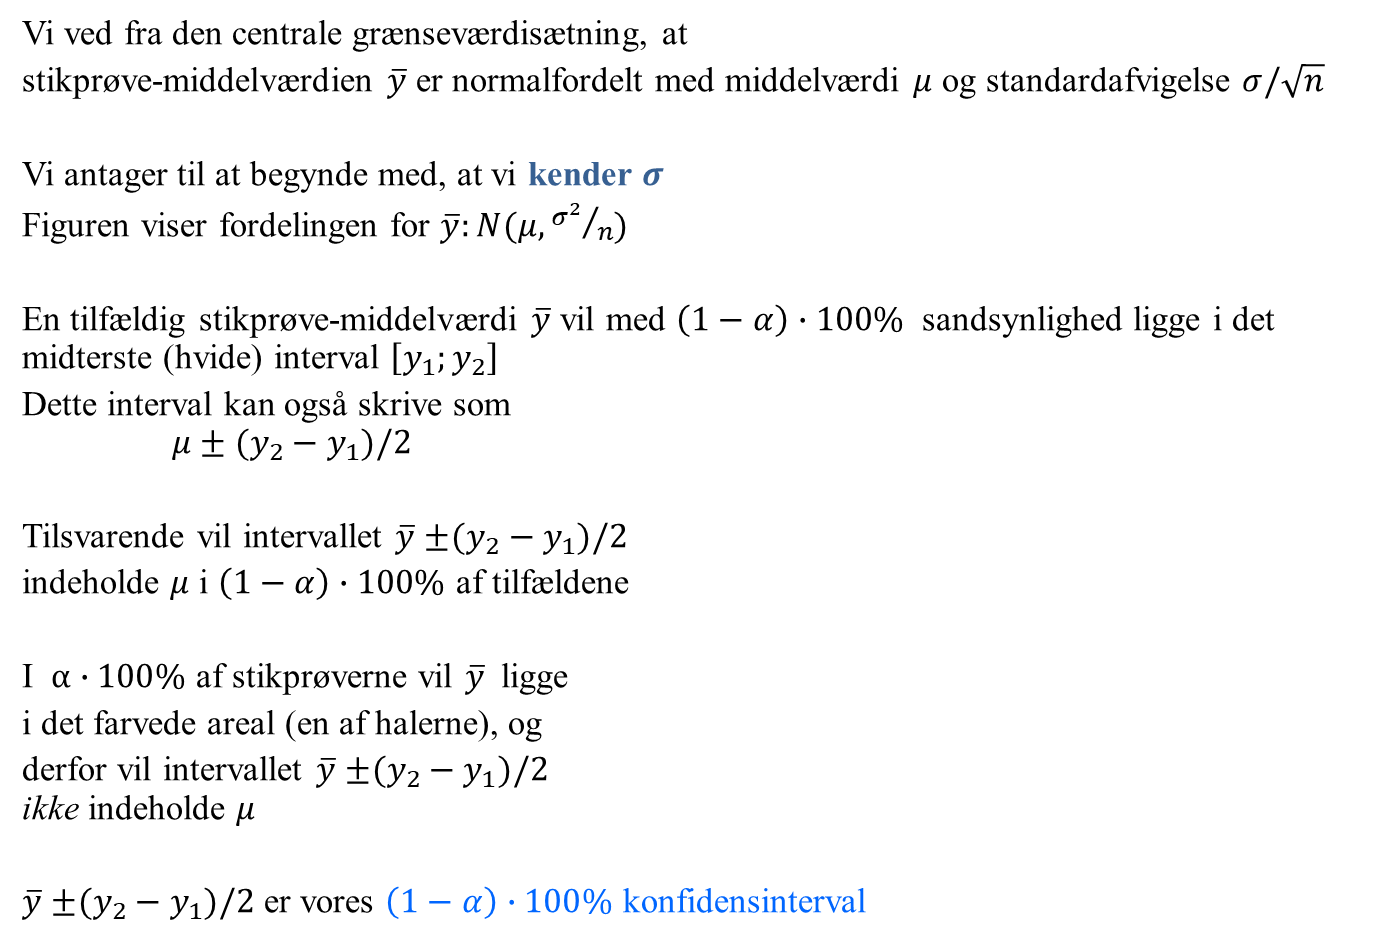 Vi ved fra den centrale grænseværdisætning, at
stikprøve-middelværdien ȳ er normalfordelt med middelværdi μ og standardafvigelse σ/√n
Vi antager til at begynde med, at vi kender σ
Figuren viser fordelingen for ȳ: N(μ, σ²/n)
En tilfældig stikprøve-middelværdi ȳ vil med (1 − α) · 100% sandsynlighed ligge i det
midterste (hvide) interval [y₁; y₂]
Dette interval kan også skrive som
μ ± (y₂ − y₁)/2
Tilsvarende vil intervallet ȳ ±(y₂ − y₁)/2
indeholde μ i (1 − α) · 100% af tilfældene
I α · 100% af stikprøverne vil ȳ ligge
i det farvede areal (en af halerne), og
derfor vil intervallet ȳ ±(y₂ − y₁)/2
ikke indeholde μ
ȳ ±(y₂ − y₁)/2 er vores (1 − α) · 100% konfidensinterval